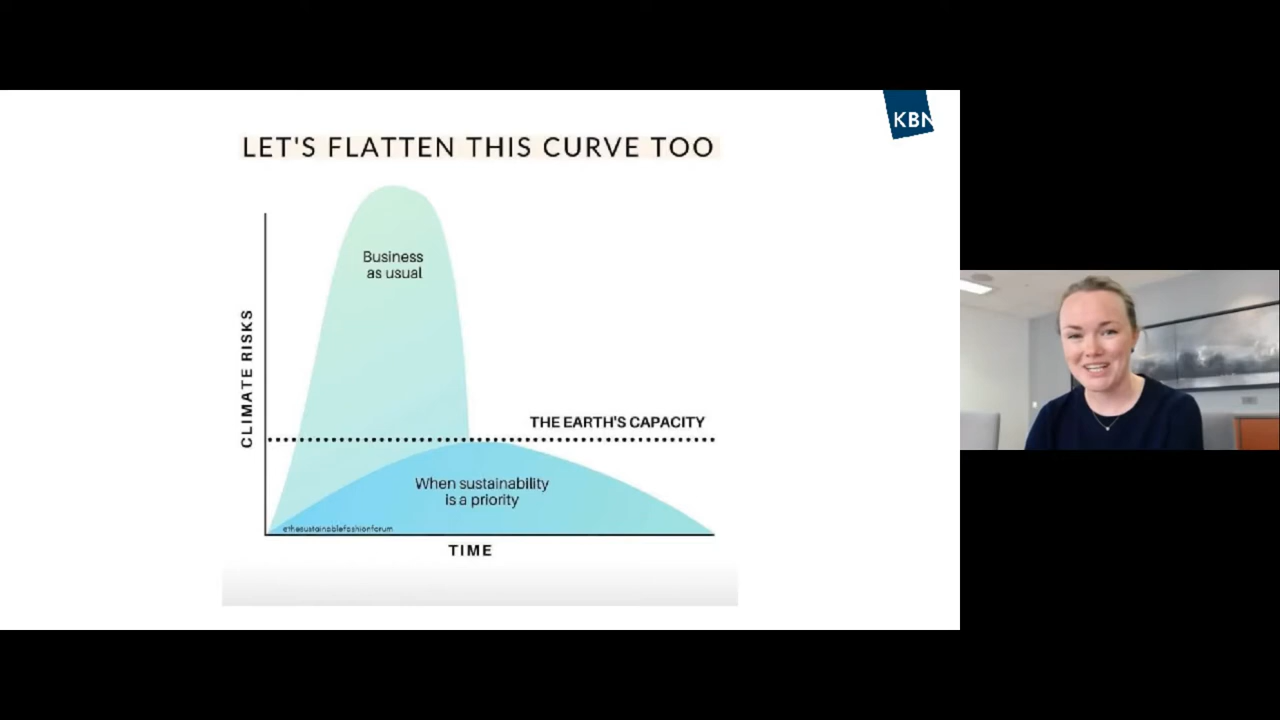 KBN
LET'S FLATTEN THIS CURVE TOO
Business
as usual
CLIMATE RISKS
THE EARTH'S CAPACITY
When sustainability
is a priority
@thesustainablefashionforum
TIME